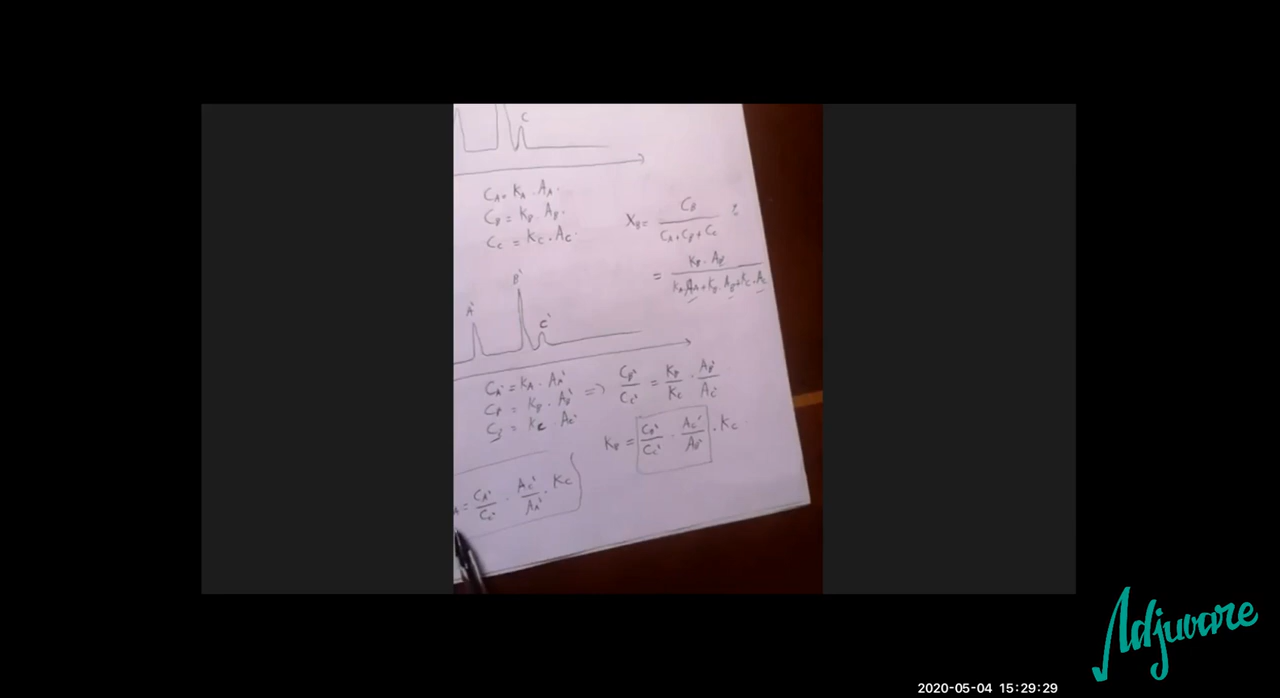 C
C_A = K_A · A_A
C_B = K_B · A_B
C_C = K_C · A_C
X_B = C_B / (C_A + C_B + C_C) ?
= K_B · A_B / (K_A · A_A + K_B · A_B + K_C · A_C)
A' B' C'
C_A' = K_A · A_A'
C_B' = K_B · A_B' => C_B' / C_C' = K_B / K_C · A_B' / A_C'
C_C' = K_C · A_C'
K_B = C_B' / C_C' · A_C' / A_B' · K_C
A = C_A' / C_C' · A_C' / A_A' · K_C
Adjuvare
2020-05-04 15:29:29